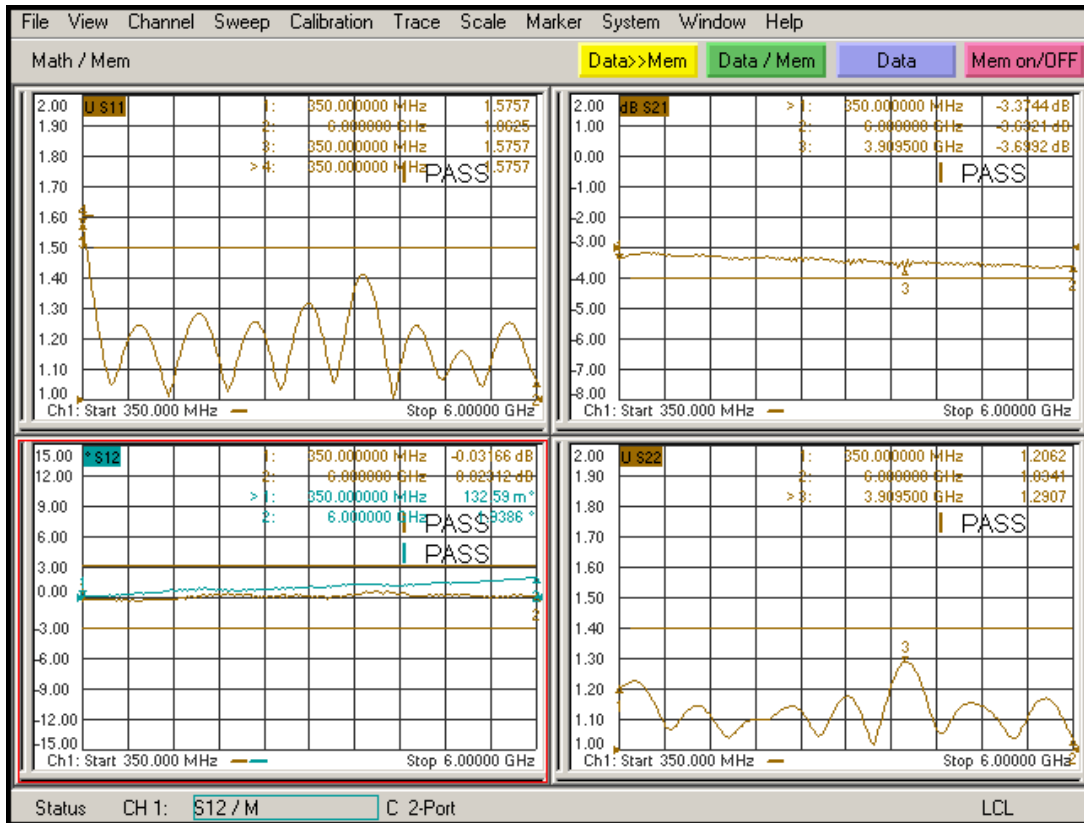 File View Channel Sweep Calibration Trace Scale Marker System Window Help
Math / Mem
Data>>Mem
Data / Mem
Data
Mem on/OFF
U S11
1: 350.000000 MHz 1.5757
2: 6.000000 GHz
3: 350.000000 MHz 1.5757
> 4: 350.000000 MHz 1.5757
PASS
2.00
1.90
1.80
1.70
1.60
1.50
1.40
1.30
1.20
1.10
1.00
2
Ch1: Start 350.000 MHz
Stop 6.00000 GHz
dB S21
> 1: 350.000000 MHz -3.3744 dB
2: 6.000000 GHz
3: 3.909500 GHz -3.6992 dB
PASS
2.00
1.00
0.00
-1.00
-2.00
-3.00
-4.00
-5.00
-6.00
-7.00
-8.00
3
2
Ch1: Start 350.000 MHz
Stop 6.00000 GHz
° S12
1: 350.000000 MHz -0.03166 dB
2: 6.000000 GHz
> 1: 350.000000 MHz 132.59 m°
2: 6.000000 GHz
PASS
PASS
15.00
12.00
9.00
6.00
3.00
0.00
-3.00
-6.00
-9.00
-12.00
-15.00
2
Ch1: Start 350.000 MHz
Stop 6.00000 GHz
U S22
1: 350.000000 MHz 1.2062
2: 6.000000 GHz
> 3: 3.909500 GHz 1.2907
PASS
2.00
1.90
1.80
1.70
1.60
1.50
1.40
1.30
1.20
1.10
1.00
3
2
Ch1: Start 350.000 MHz
Stop 6.00000 GHz
Status CH 1: S12 / M C 2-Port LCL